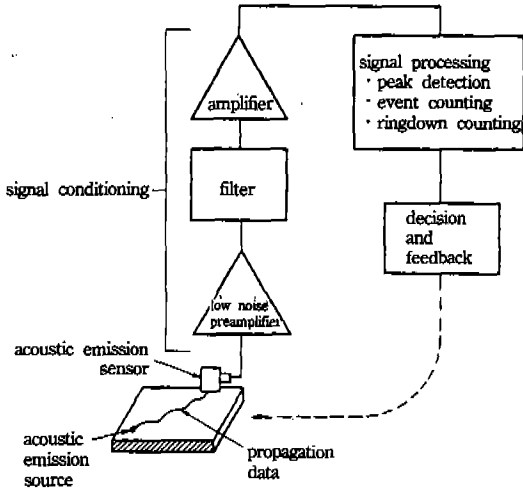 signal processing
· peak detection
· event counting
· ringdown counting
amplifier
signal conditioning
filter
decision
and
feedback
low noise
preamplifier
acoustic emission
sensor
acoustic
emission
source
propagation
data